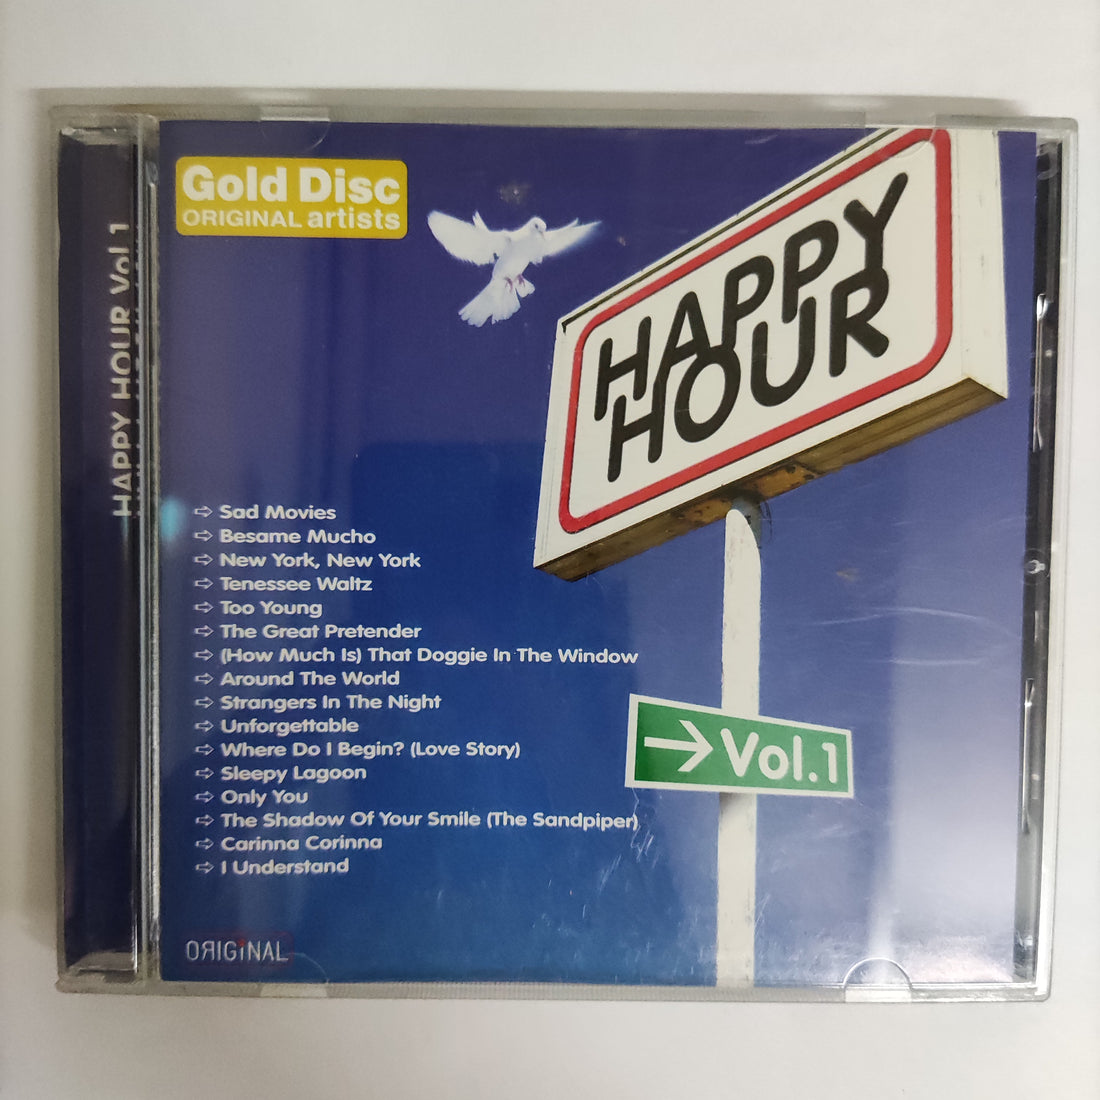 HAPPY HOUR Vol 1
Gold Disc
ORIGINAL artists
HAPPY
HOUR
Sad Movies
Besame Mucho
New York, New York
Tenessee Waltz
Too Young
The Great Pretender
(How Much Is) That Doggie In The Window
Around The World
Strangers In The Night
Unforgettable
Where Do I Begin? (Love Story)
Sleepy Lagoon
Only You
The Shadow Of Your Smile (The Sandpiper)
Carinna Corinna
I Understand
→ Vol.1
ORIGINAL